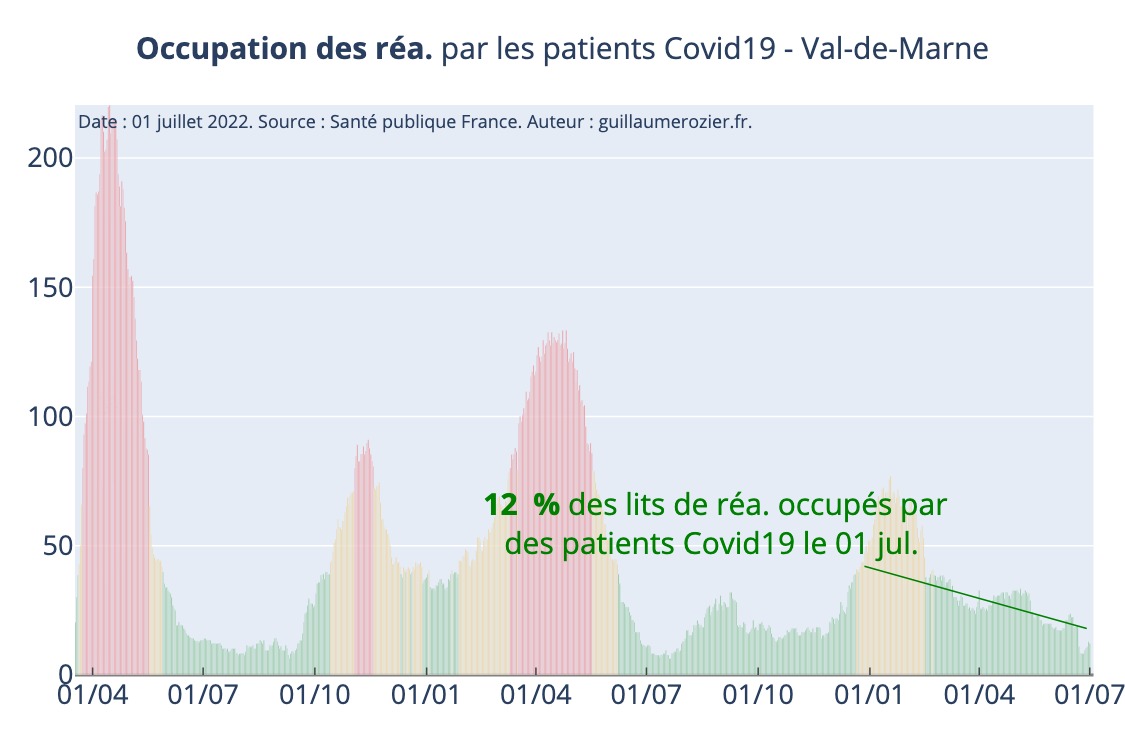 Occupation des réa. par les patients Covid19 - Val-de-Marne
Date : 01 juillet 2022. Source : Santé publique France. Auteur : guillaumerozier.fr.
200
150
100
50
0
12 % des lits de réa. occupés par
des patients Covid19 le 01 jul.
01/04 01/07 01/10 01/01 01/04 01/07 01/10 01/01 01/04 01/07